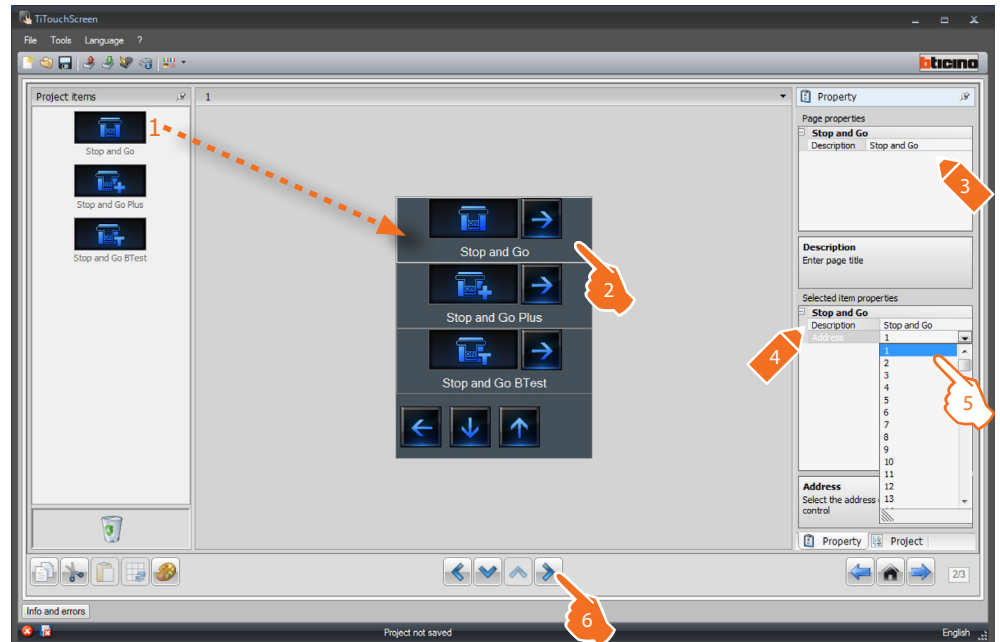 TiTouchScreen
File Tools Language ?
bticino
Project items
1
Property
1
Stop and Go
Stop and Go Plus
Stop and Go BTest
Stop and Go
2
Stop and Go Plus
Stop and Go BTest
Page properties
Stop and Go
Description Stop and Go
3
Description
Enter page title
Selected item properties
Stop and Go
Description Stop and Go
Address 1
4
1
2
3
4
5
6
7
8
9
10
11
12
13
5
Address
Select the address
control
Property Project
2/3
6
Info and errors
Project not saved
English